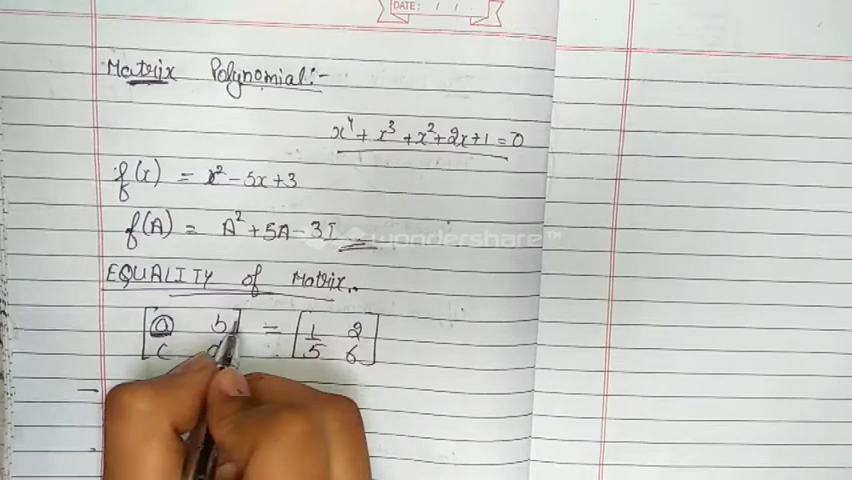 DATE: / /
Matrix Polynomial:-
x⁴ + x³ + x² + 2x + 1 = 0
f(x) = x² - 5x + 3
f(A) = A² + 5A - 3I
wondershare™
EQUALITY of Matrix..
[a b] = [1 2]
[c d] [5 6]